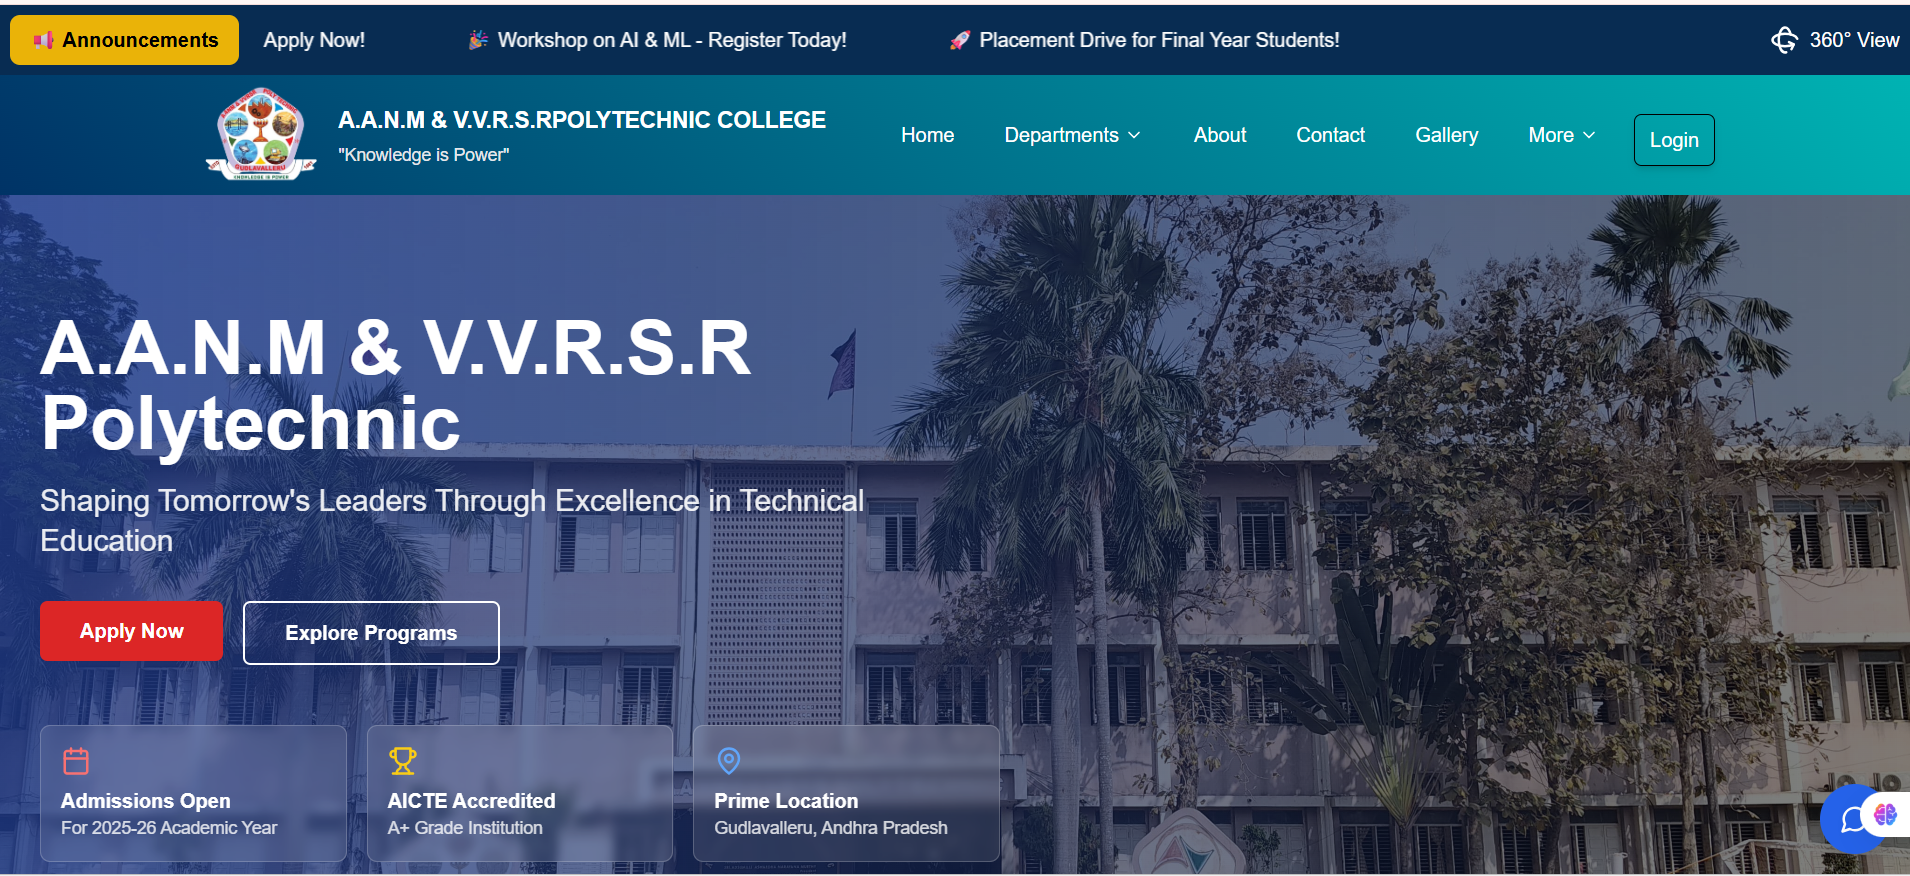 Announcements
Apply Now!
Workshop on AI & ML - Register Today!
Placement Drive for Final Year Students!
360° View
A.A.N.M & V.V.R.S.RPOLYTECHNIC COLLEGE
"Knowledge is Power"
GUDLAVALLERU
KNOWLEDGE IS POWER
Home
Departments
About
Contact
Gallery
More
Login
A.A.N.M & V.V.R.S.R
Polytechnic
Shaping Tomorrow's Leaders Through Excellence in Technical
Education
Apply Now
Explore Programs
Admissions Open
For 2025-26 Academic Year
AICTE Accredited
A+ Grade Institution
Prime Location
Gudlavalleru, Andhra Pradesh